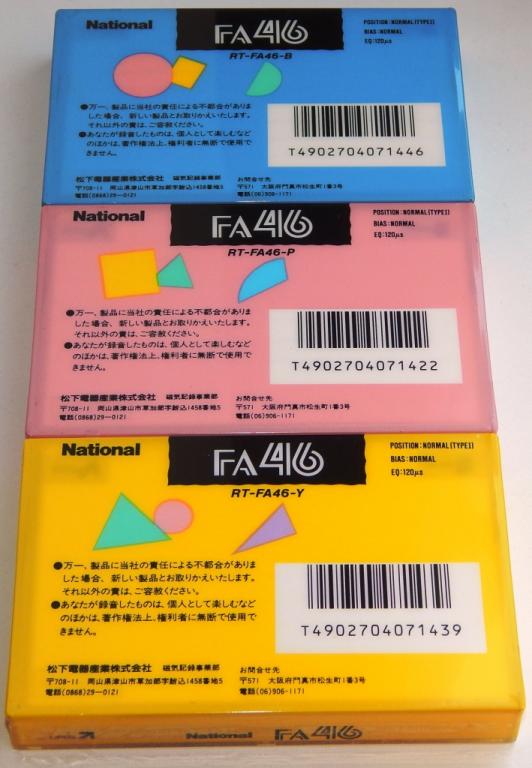 National
FA46
POSITION:NORMAL(TYPEI)
BIAS:NORMAL
EQ:120μs
RT-FA46-B
●万一、製品に当社の責任による不都合がありま
した場合、新しい製品とお取りかえいたします。
それ以外の責は、ご容赦ください。
●あなたが録音したものは、個人として楽しむなど
のほかは、著作権法上、権利者に無断で使用で
きません。
T4902704071446
松下電器産業株式会社 磁気記録事業部
〒708-11 岡山県津山市草加部字鮒込1458番地5
電話(0868)29-0121
お問合せ先
〒571 大阪府門真市松生町1番3号
電話(06)906-1171
National
FA46
POSITION:NORMAL(TYPEI)
BIAS:NORMAL
EQ:120μs
RT-FA46-P
●万一、製品に当社の責任による不都合がありま
した場合、新しい製品とお取りかえいたします。
それ以外の責は、ご容赦ください。
●あなたが録音したものは、個人として楽しむなど
のほかは、著作権法上、権利者に無断で使用で
きません。
T4902704071422
松下電器産業株式会社 磁気記録事業部
〒708-11 岡山県津山市草加部字鮒込1458番地5
電話(0868)29-0121
お問合せ先
〒571 大阪府門真市松生町1番3号
電話(06)906-1171
National
FA46
POSITION:NORMAL(TYPEI)
BIAS:NORMAL
EQ:120μs
RT-FA46-Y
●万一、製品に当社の責任による不都合がありま
した場合、新しい製品とお取りかえいたします。
それ以外の責は、ご容赦ください。
●あなたが録音したものは、個人として楽しむなど
のほかは、著作権法上、権利者に無断で使用で
きません。
T4902704071439
松下電器産業株式会社 磁気記録事業部
〒708-11 岡山県津山市草加部字鮒込1458番地5
電話(0868)29-0121
お問合せ先
〒571 大阪府門真市松生町1番3号
電話(06)906-1171
National
FA46